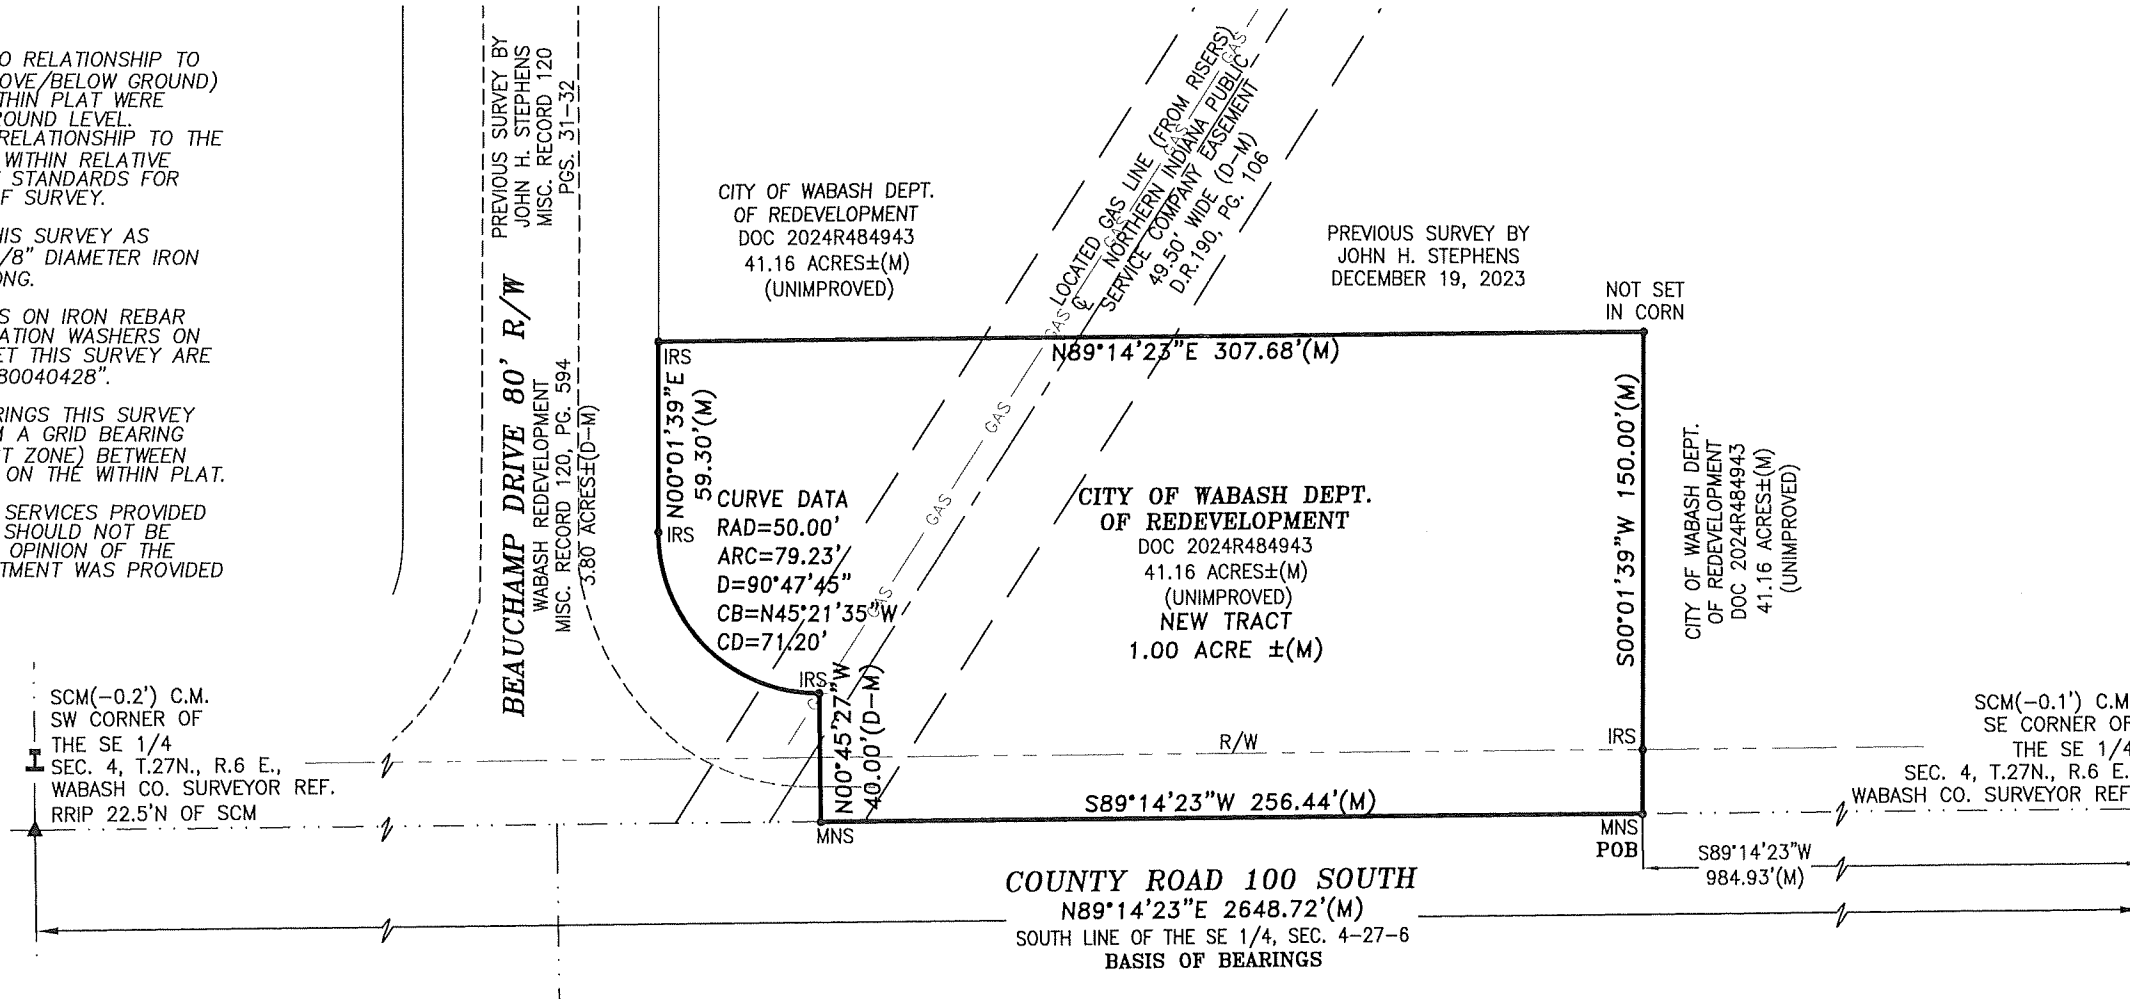 O RELATIONSHIP TO
OVE/BELOW GROUND)
THIN PLAT WERE
OUND LEVEL.
RELATIONSHIP TO THE
WITHIN RELATIVE
STANDARDS FOR
F SURVEY.
HIS SURVEY AS
/8" DIAMETER IRON
ONG.
S ON IRON REBAR
ATION WASHERS ON
ET THIS SURVEY ARE
80040428".
RINGS THIS SURVEY
M A GRID BEARING
T ZONE) BETWEEN
ON THE WITHIN PLAT.
SERVICES PROVIDED
SHOULD NOT BE
OPINION OF THE
TMENT WAS PROVIDED
PREVIOUS SURVEY BY
JOHN H. STEPHENS
MISC. RECORD 120
PGS. 31-32
BEAUCHAMP DRIVE 80' R/W
WABASH REDEVELOPMENT
MISC. RECORD 120, PG. 594
3.80 ACRES±(D-M)
CITY OF WABASH DEPT.
OF REDEVELOPMENT
DOC 2024R484943
41.16 ACRES±(M)
(UNIMPROVED)
LOCATED GAS LINE (FROM RISERS)
℄ NORTHERN INDIANA PUBLIC
SERVICE COMPANY EASEMENT
49.50' WIDE (D-M)
D.R.190, PG. 106
GAS
GAS
GAS
GAS
GAS
GAS
GAS
PREVIOUS SURVEY BY
JOHN H. STEPHENS
DECEMBER 19, 2023
NOT SET
IN CORN
IRS
N89°14'23"E 307.68'(M)
N00°01'39"E
59.30'(M)
IRS
CURVE DATA
RAD=50.00'
ARC=79.23'
D=90°47'45"
CB=N45°21'35"W
CD=71.20'
CITY OF WABASH DEPT.
OF REDEVELOPMENT
DOC 2024R484943
41.16 ACRES±(M)
(UNIMPROVED)
NEW TRACT
1.00 ACRE ±(M)
S00°01'39"W 150.00'(M)
CITY OF WABASH DEPT.
OF REDEVELOPMENT
DOC 2024R484943
41.16 ACRES±(M)
(UNIMPROVED)
IRS
N00°45'27"W
40.00'(D-M)
SCM(-0.2') C.M.
SW CORNER OF
THE SE 1/4
SEC. 4, T.27N., R.6 E.,
WABASH CO. SURVEYOR REF.
RRIP 22.5'N OF SCM
R/W
IRS
SCM(-0.1') C.M
SE CORNER OF
THE SE 1/4
SEC. 4, T.27N., R.6 E.
WABASH CO. SURVEYOR REF
S89°14'23"W 256.44'(M)
MNS
MNS
POB
S89°14'23"W
984.93'(M)
COUNTY ROAD 100 SOUTH
N89°14'23"E 2648.72'(M)
SOUTH LINE OF THE SE 1/4, SEC. 4-27-6
BASIS OF BEARINGS